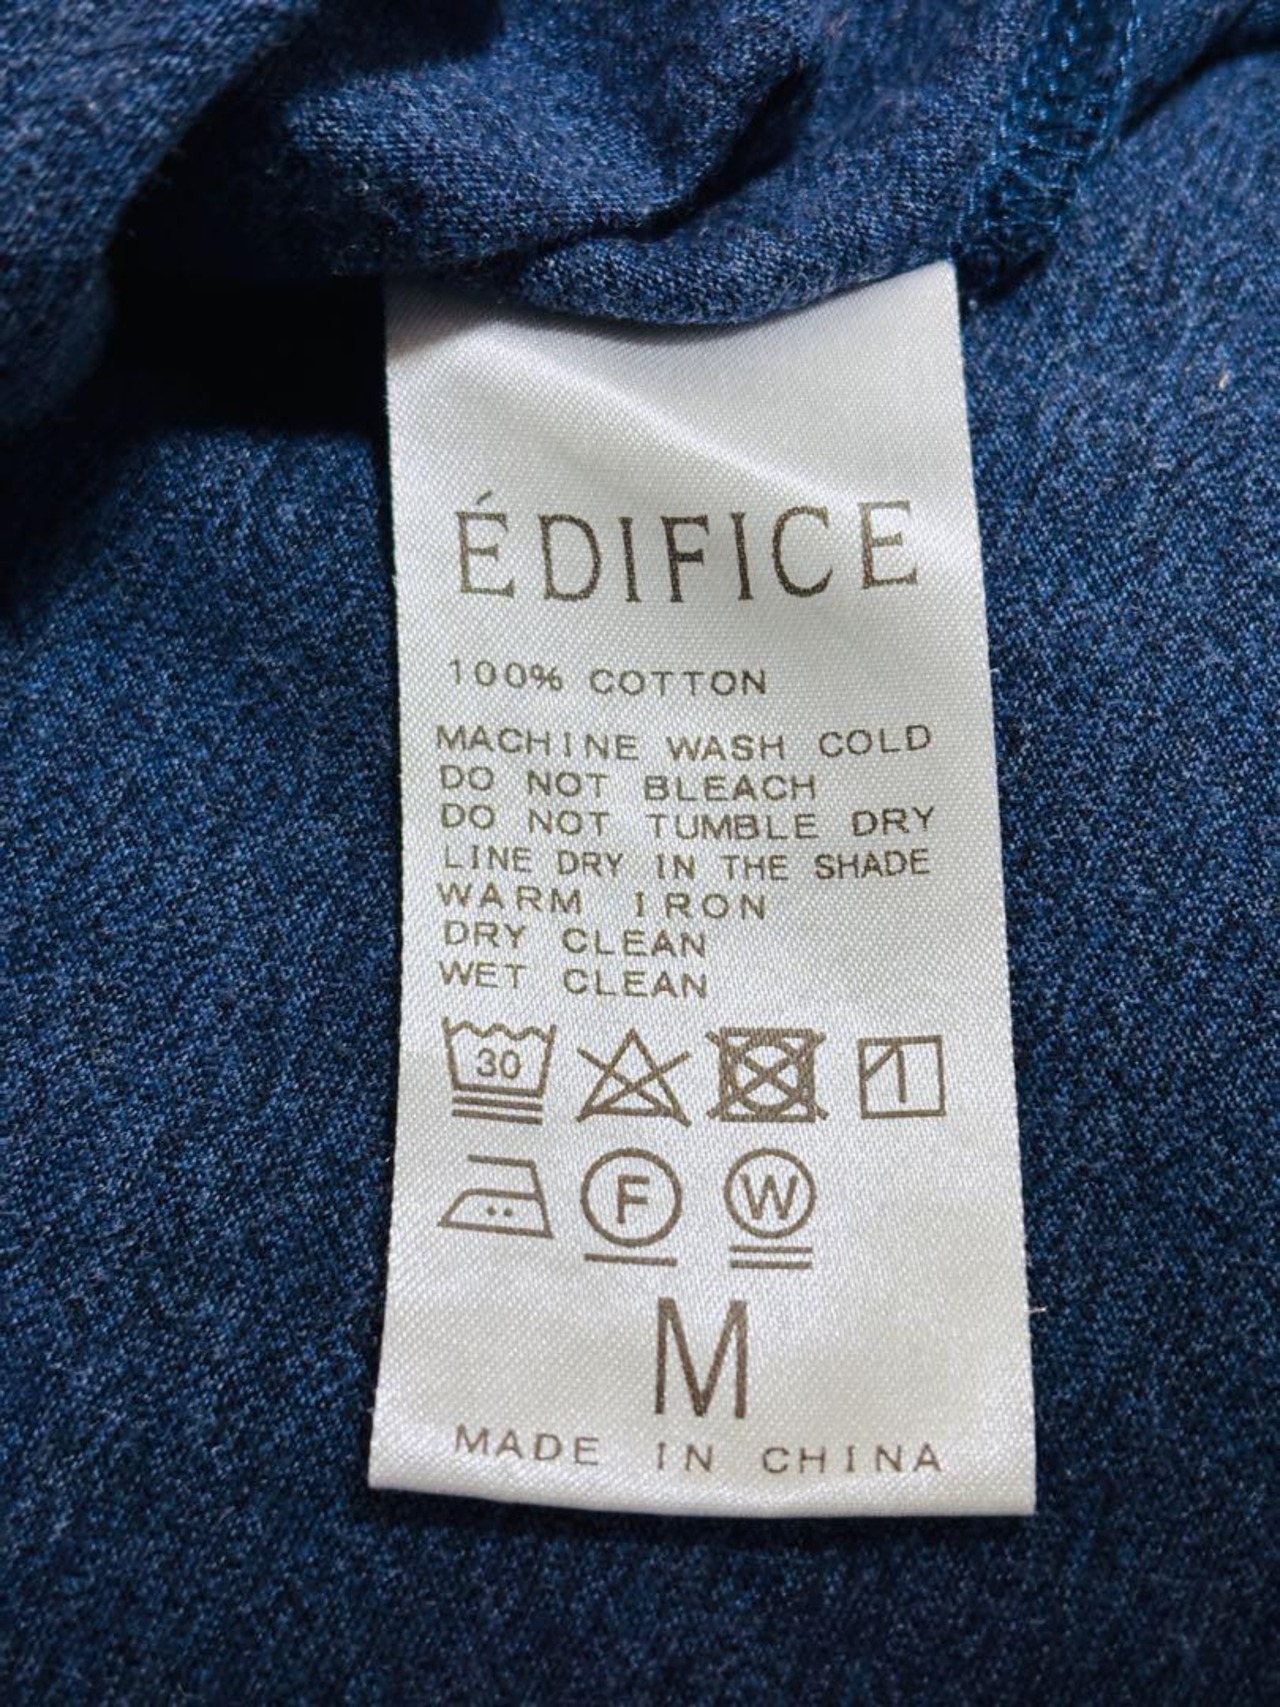 ÉDIFICE
100% COTTON
MACHINE WASH COLD
DO NOT BLEACH
DO NOT TUMBLE DRY
LINE DRY IN THE SHADE
WARM IRON
DRY CLEAN
WET CLEAN
30
F W
M
MADE IN CHINA